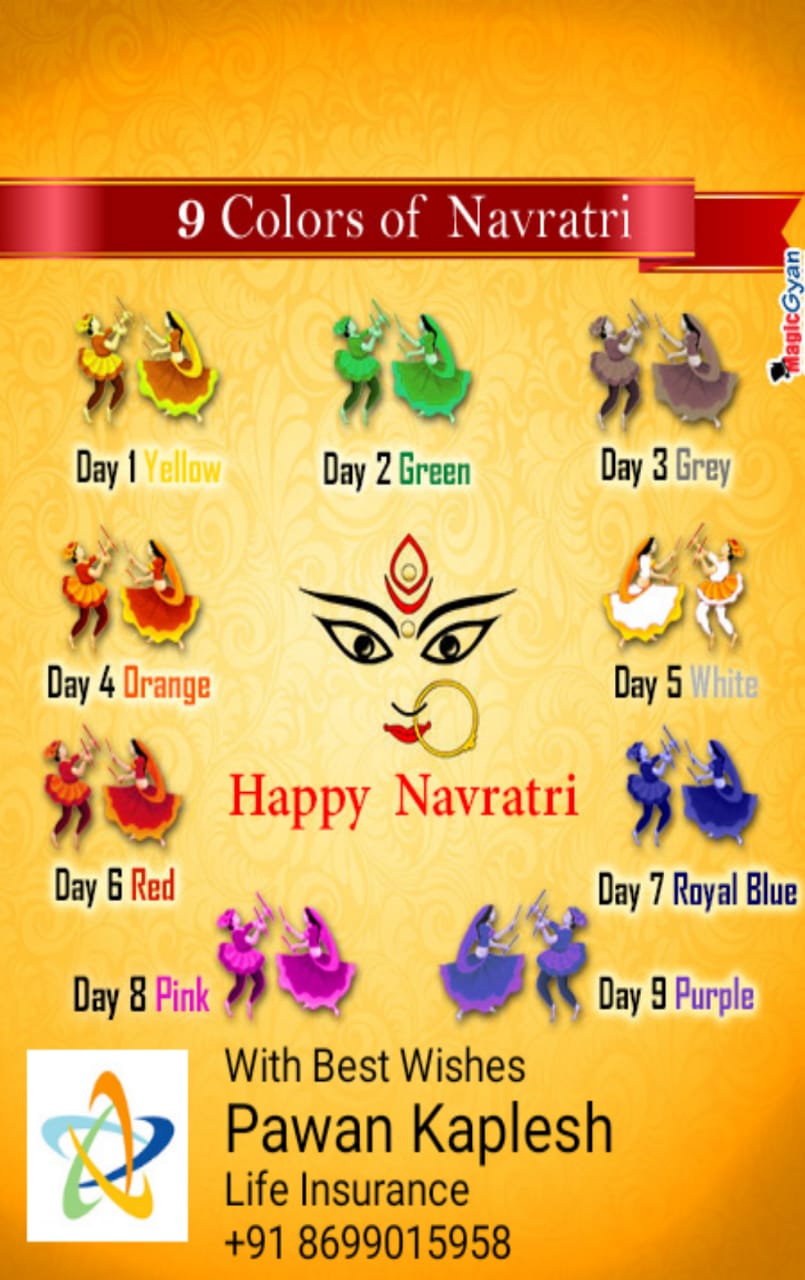 9 Colors of Navratri
MagicGyan
Day 1 Yellow
Day 2 Green
Day 3 Grey
Day 4 Orange
Day 5 White
Day 6 Red
Happy Navratri
Day 7 Royal Blue
Day 8 Pink
Day 9 Purple
With Best Wishes
Pawan Kaplesh
Life Insurance
+91 8699015958